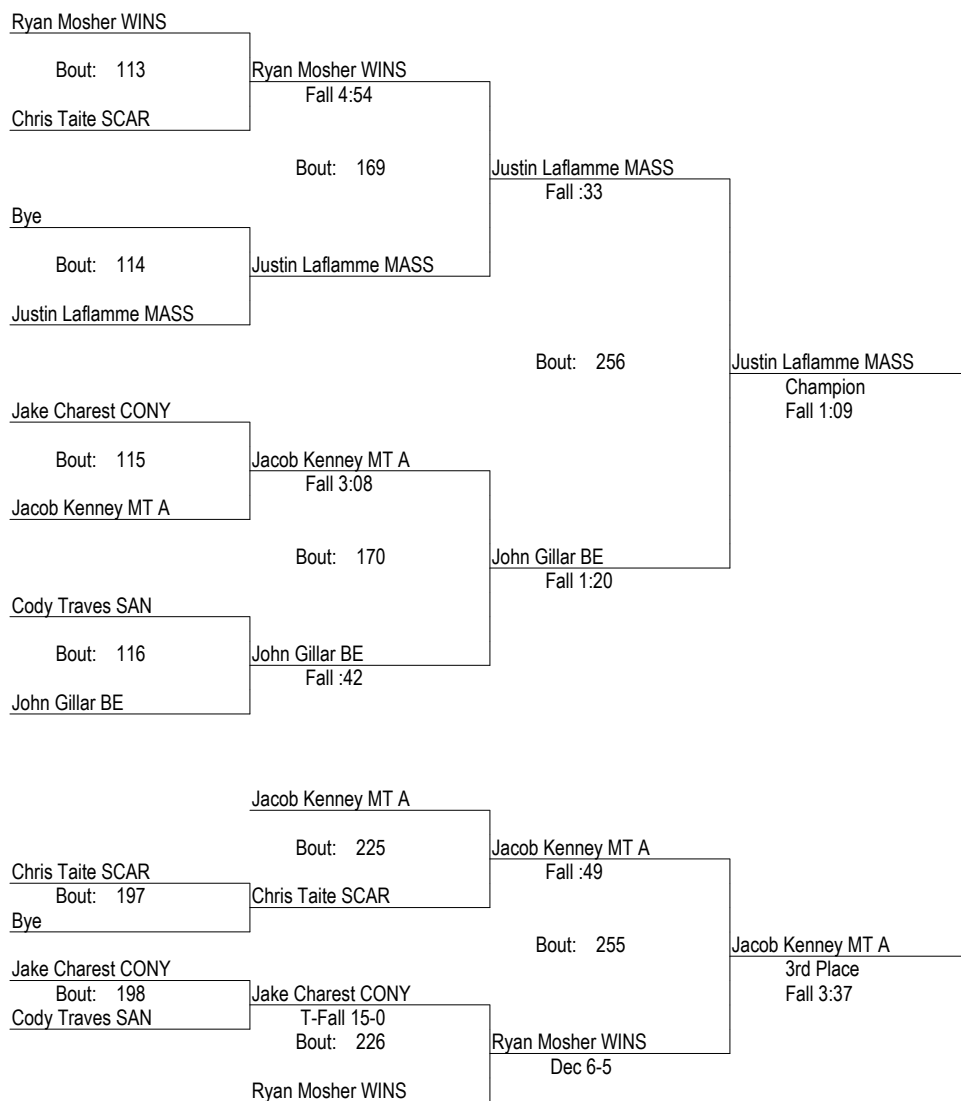 Ryan Mosher WINS
Bout: 113
Ryan Mosher WINS
Fall 4:54
Chris Taite SCAR
Bout: 169
Justin Laflamme MASS
Fall :33
Bye
Bout: 114
Justin Laflamme MASS
Justin Laflamme MASS
Bout: 256
Justin Laflamme MASS
Champion
Fall 1:09
Jake Charest CONY
Bout: 115
Jacob Kenney MT A
Fall 3:08
Jacob Kenney MT A
Bout: 170
John Gillar BE
Fall 1:20
Cody Traves SAN
Bout: 116
John Gillar BE
Fall :42
John Gillar BE
Jacob Kenney MT A
Bout: 225
Jacob Kenney MT A
Fall :49
Chris Taite SCAR
Bout: 197
Chris Taite SCAR
Bye
Bout: 255
Jacob Kenney MT A
3rd Place
Fall 3:37
Jake Charest CONY
Bout: 198
Jake Charest CONY
T-Fall 15-0
Cody Traves SAN
Bout: 226
Ryan Mosher WINS
Dec 6-5
Ryan Mosher WINS